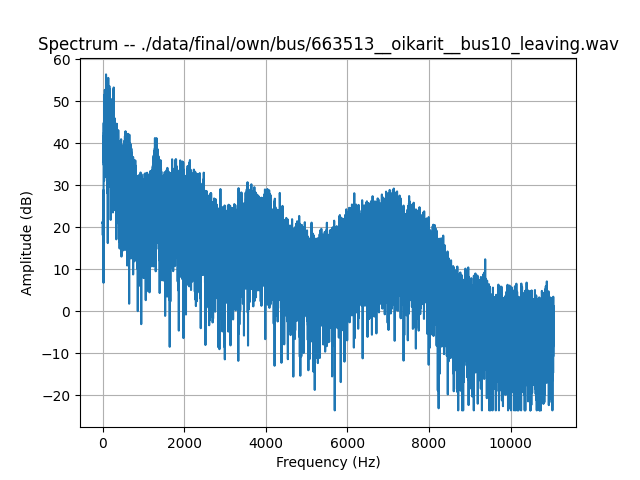 Spectrum -- ./data/final/own/bus/663513__oikarit__bus10_leaving.wav
60
50
40
30
20
10
0
−10
−20
Amplitude (dB)
0 2000 4000 6000 8000 10000
Frequency (Hz)